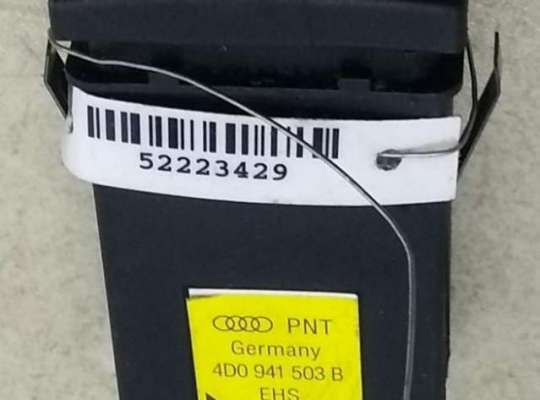 52223429
PNT
Germany
4D0 941 503 B
EHS